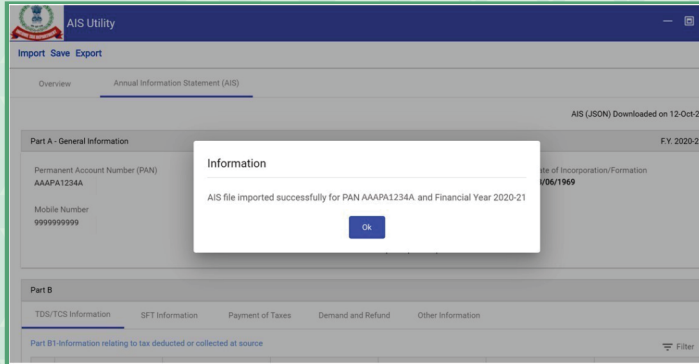 AIS Utility
Import Save Export
Overview Annual Information Statement (AIS)
AIS (JSON) Downloaded on 12-Oct-2
Part A - General Information F.Y. 2020-2
Permanent Account Number (PAN)
AAAPA1234A
Mobile Number
9999999999
Information
AIS file imported successfully for PAN AAAPA1234A and Financial Year 2020-21
Ok
of Incorporation/Formation
/06/1969
Part B
TDS/TCS Information SFT Information Payment of Taxes Demand and Refund Other Information
Part B1-Information relating to tax deducted or collected at source Filter